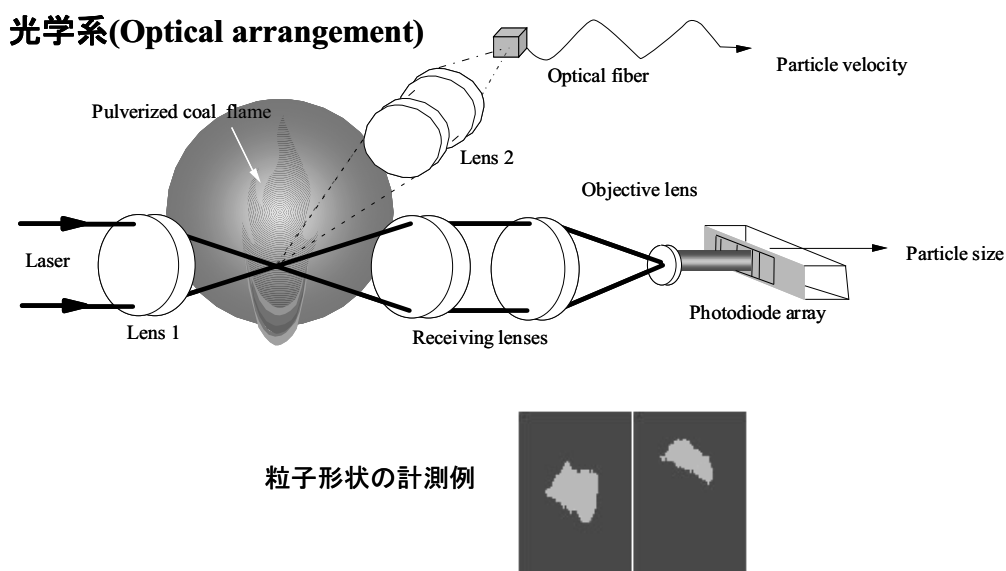 光学系(Optical arrangement)
Optical fiber
Particle velocity
Pulverized coal flame
Lens 2
Objective lens
Laser
Particle size
Lens 1
Receiving lenses
Photodiode array
粒子形状の計測例